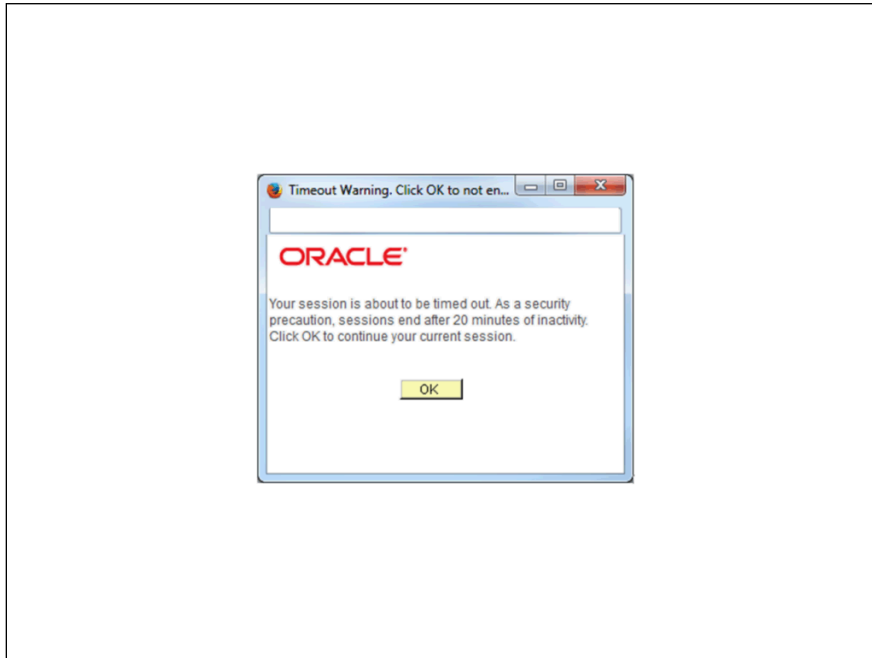 Timeout Warning. Click OK to not en...
ORACLE®
Your session is about to be timed out. As a security
precaution, sessions end after 20 minutes of inactivity.
Click OK to continue your current session.
OK